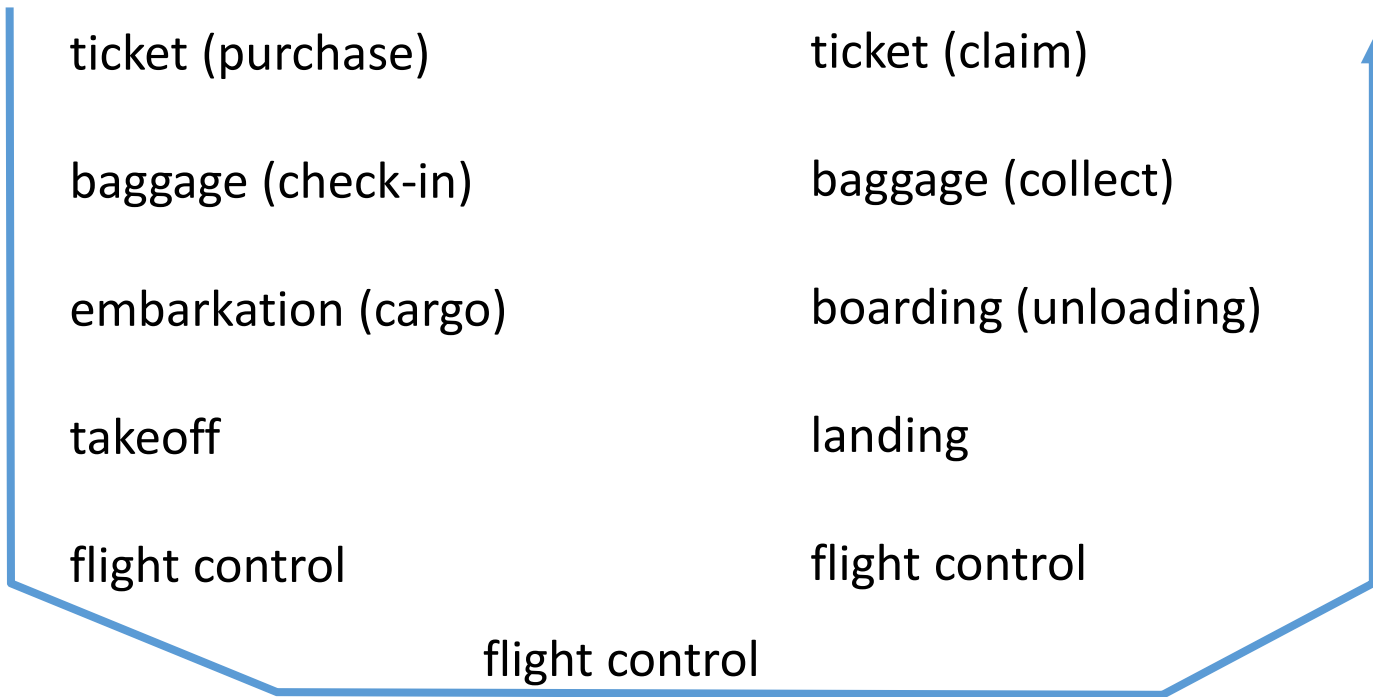 ticket (purchase)
baggage (check-in)
embarkation (cargo)
takeoff
flight control
flight control
ticket (claim)
baggage (collect)
boarding (unloading)
landing
flight control